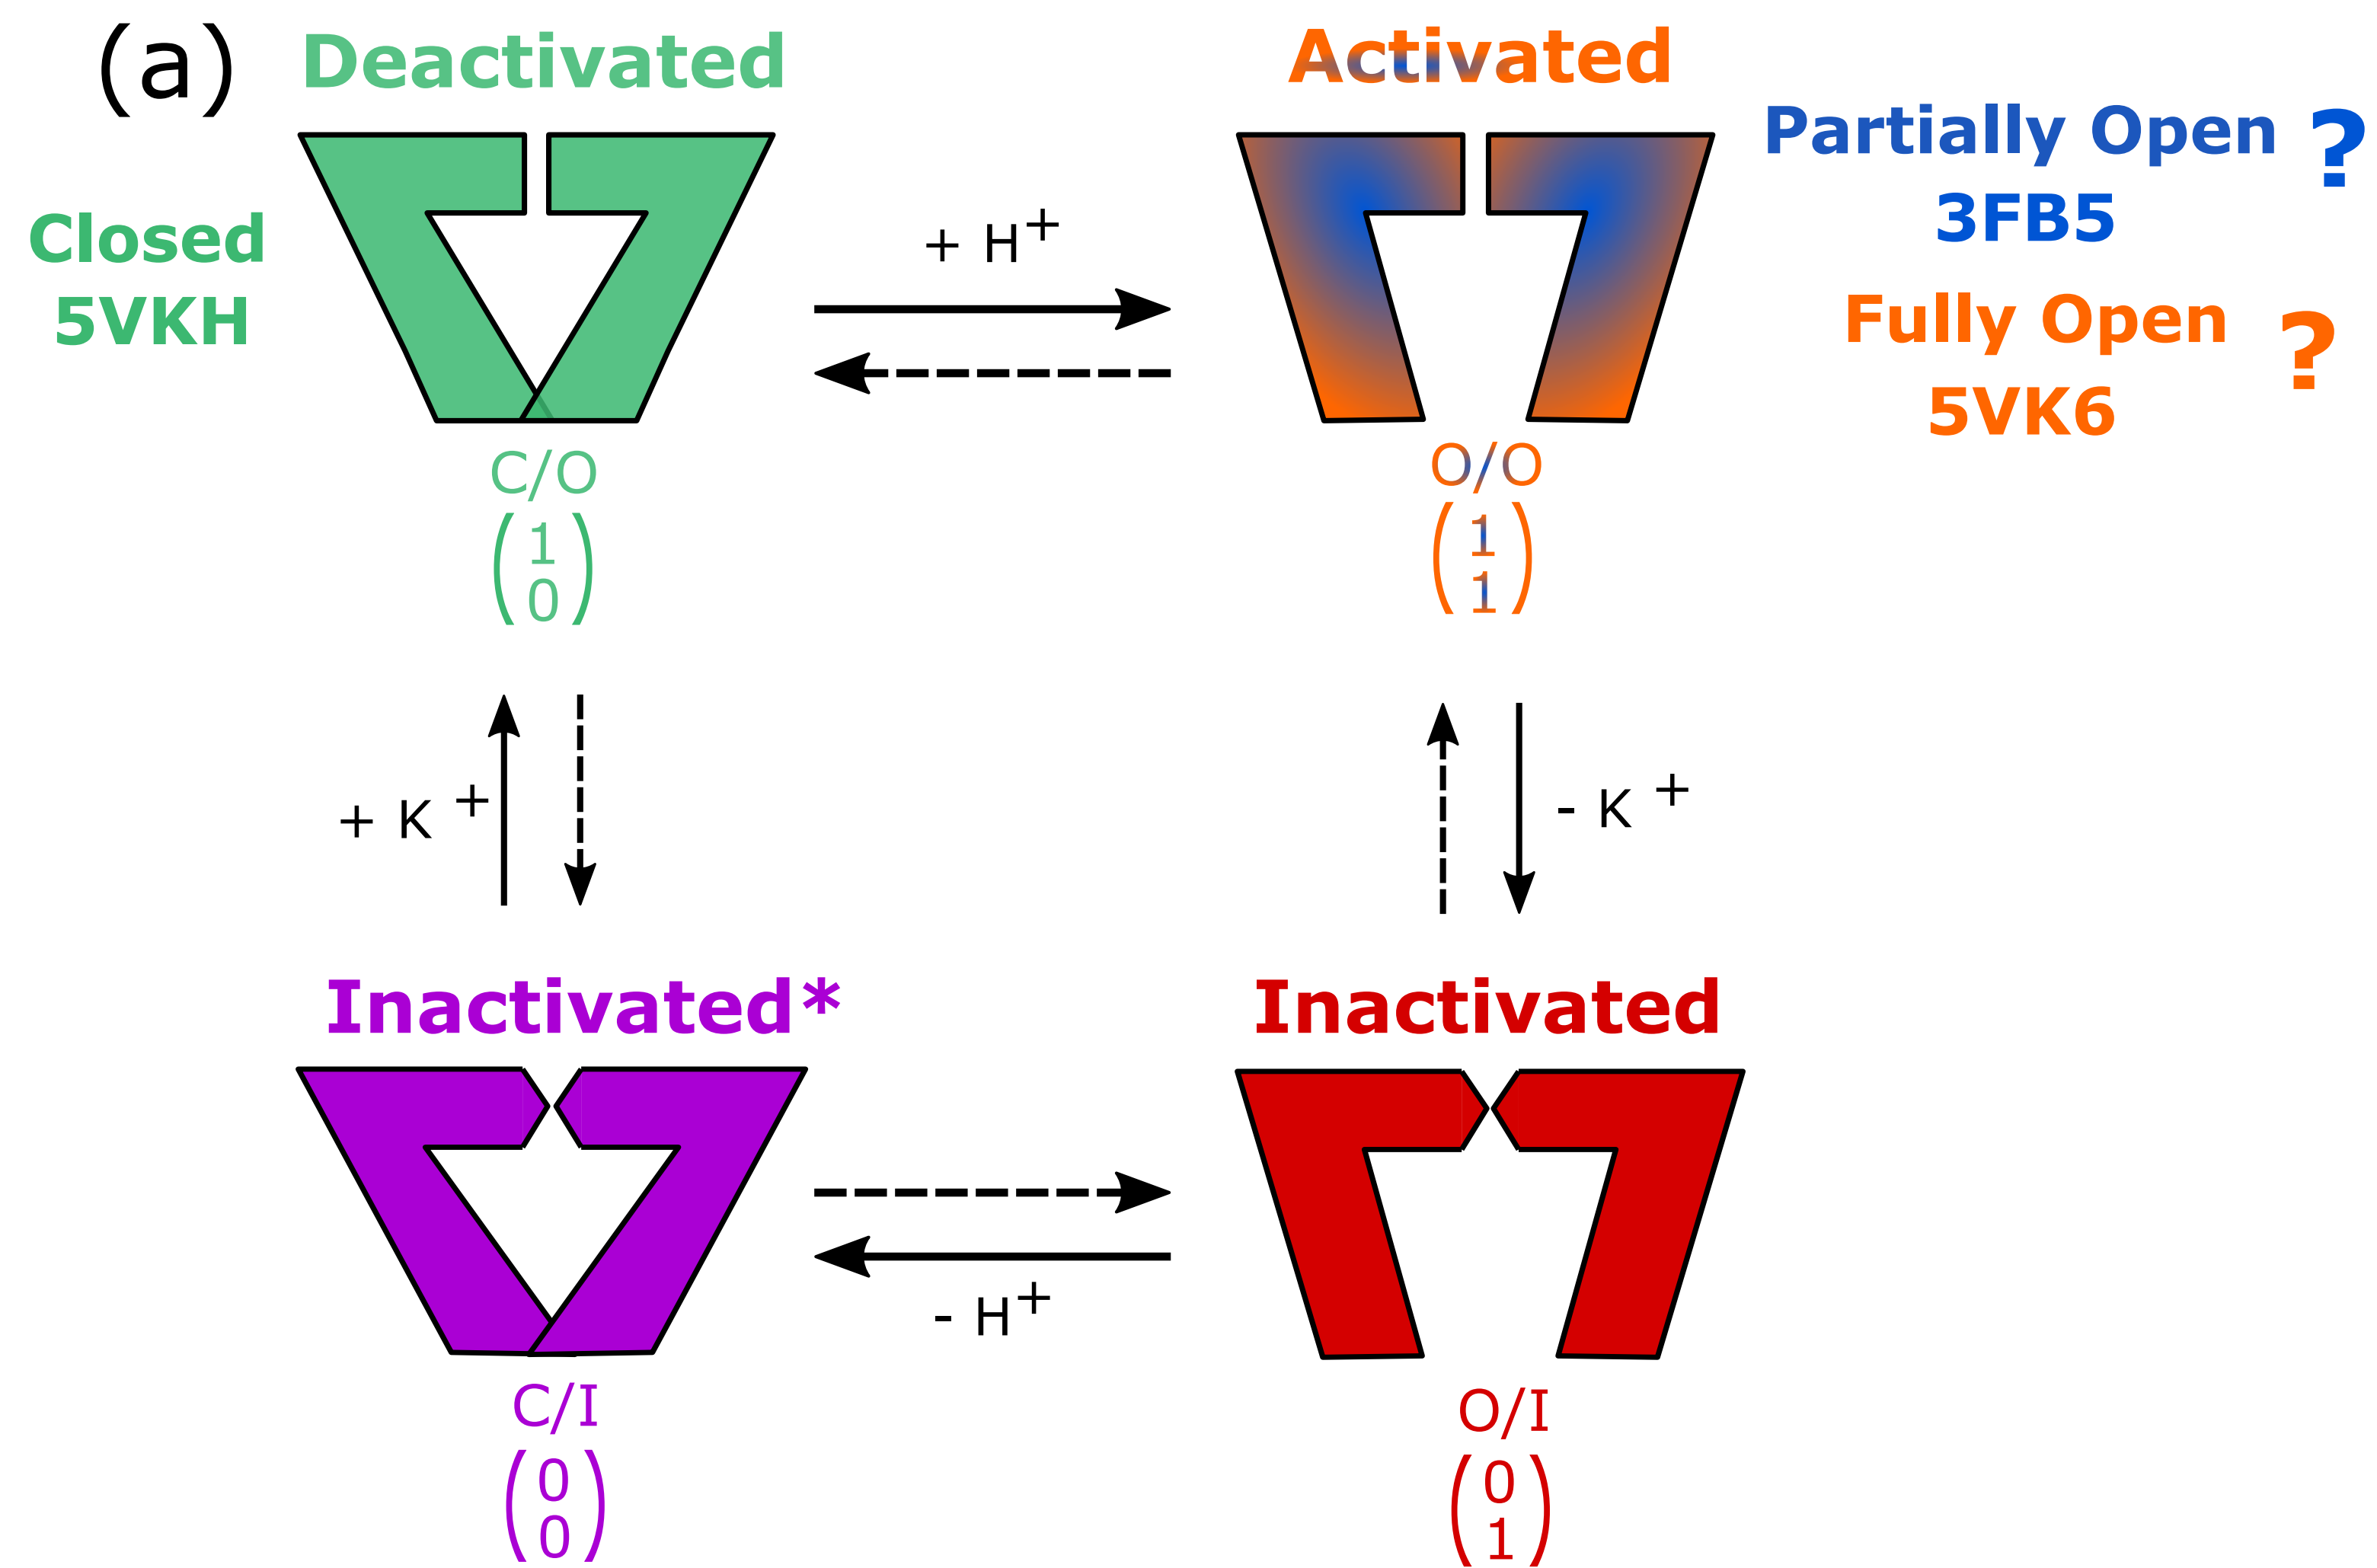 (a)
Deactivated
Activated
Closed
5VKH
Partially Open ?
3FB5
Fully Open ?
5VK6
+ H+
C/O
(1
0)
O/O
(1
1)
+ K +
- K +
Inactivated*
Inactivated
- H+
C/I
(0
0)
O/I
(0
1)